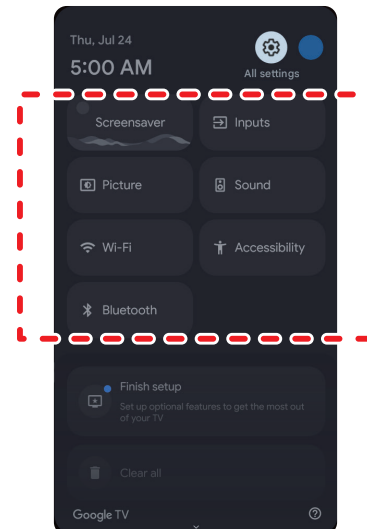 Thu, Jul 24
5:00 AM
All settings
Screensaver
Inputs
Picture
Sound
Wi-Fi
Accessibility
Bluetooth
Finish setup
Set up optional features to get the most out
of your TV
Clear all
Google TV